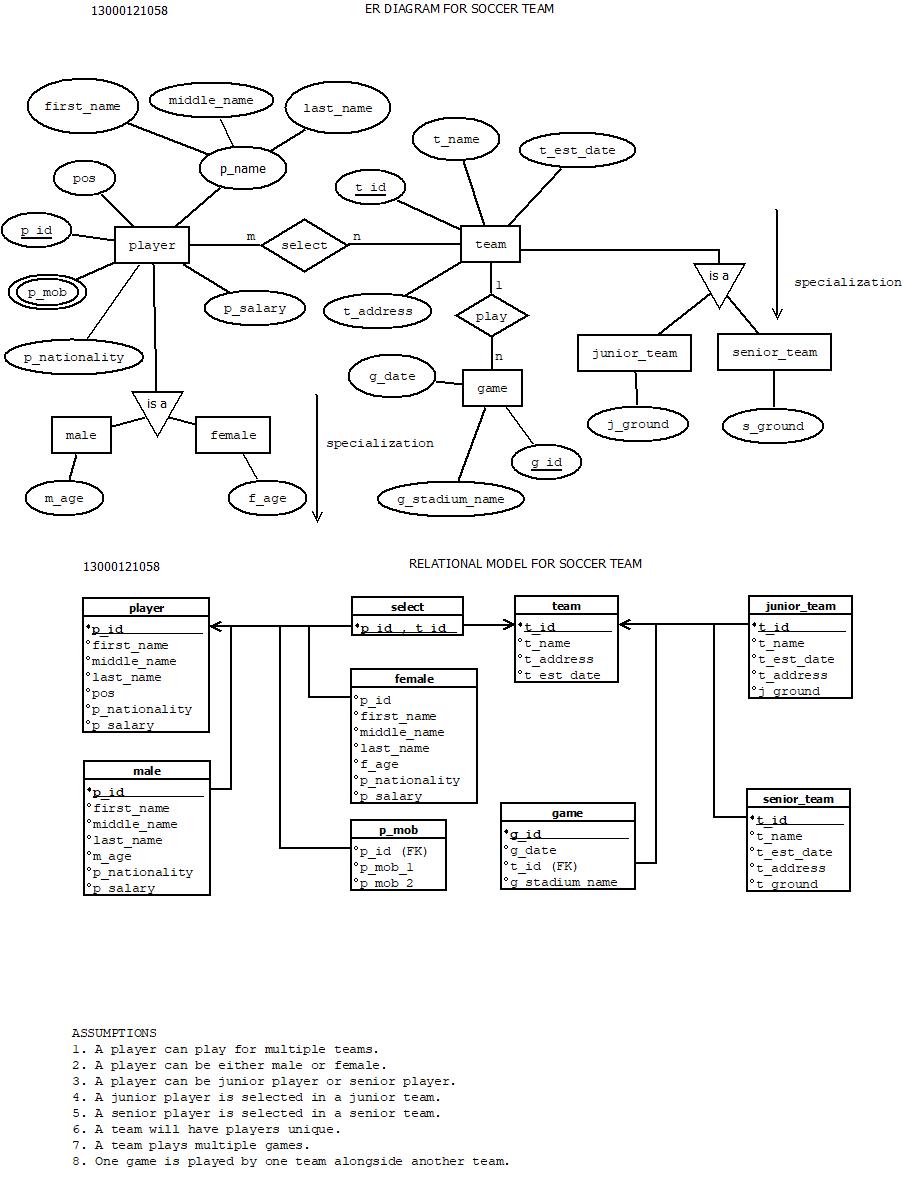 13000121058
ER DIAGRAM FOR SOCCER TEAM
first_name
middle_name
last_name
t_name
t_est_date
p_name
pos
t_id
p_id
m
n
player
select
team
is a
specialization
p_mob
p_salary
t_address
1
play
p_nationality
n
junior_team
senior_team
g_date
game
is a
j_ground
s_ground
male
female
specialization
g_id
m_age
f_age
g_stadium_name
13000121058
RELATIONAL MODEL FOR SOCCER TEAM
player
p_id
first_name
middle_name
last_name
pos
p_nationality
p_salary
select
p_id , t_id
team
t_id
t_name
t_address
t_est_date
junior_team
t_id
t_name
t_est_date
t_address
j_ground
female
p_id
first_name
middle_name
last_name
f_age
p_nationality
p_salary
male
p_id
first_name
middle_name
last_name
m_age
p_nationality
p_salary
p_mob
p_id (FK)
p_mob_1
p_mob_2
game
g_id
g_date
t_id (FK)
g_stadium_name
senior_team
t_id
t_name
t_est_date
t_address
t_ground
ASSUMPTIONS
1. A player can play for multiple teams.
2. A player can be either male or female.
3. A player can be junior player or senior player.
4. A junior player is selected in a junior team.
5. A senior player is selected in a senior team.
6. A team will have players unique.
7. A team plays multiple games.
8. One game is played by one team alongside another team.